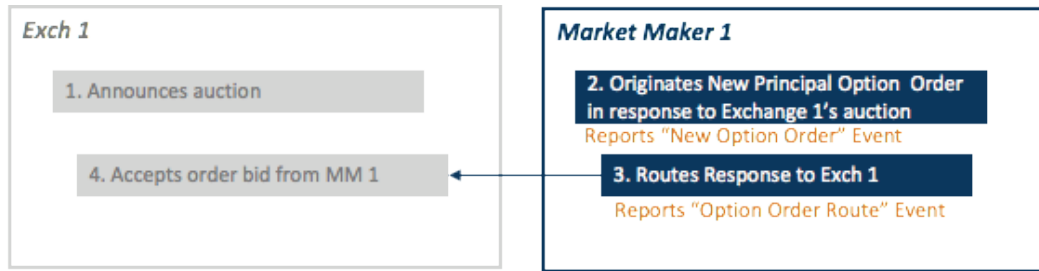 Exch 1
1. Announces auction
4. Accepts order bid from MM 1
Market Maker 1
2. Originates New Principal Option Order
in response to Exchange 1's auction
Reports "New Option Order" Event
3. Routes Response to Exch 1
Reports "Option Order Route" Event